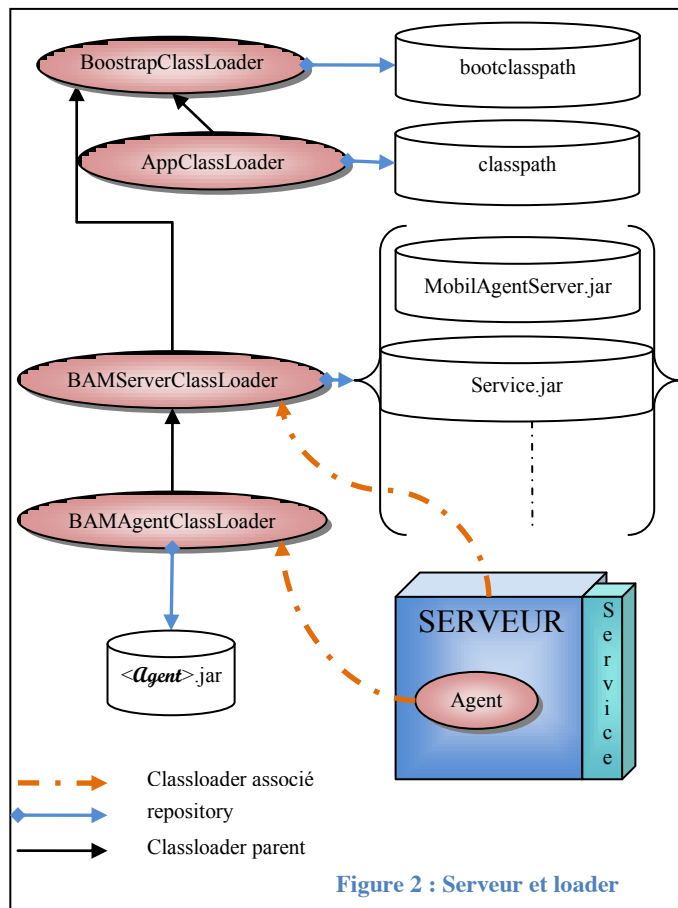 BoostrapClassLoader
bootclasspath
AppClassLoader
classpath
MobilAgentServer.jar
BAMServerClassLoader
Service.jar
BAMAgentClassLoader
<Agent>.jar
SERVEUR
Agent
Service
Classloader associé
repository
Classloader parent
Figure 2 : Serveur et loader